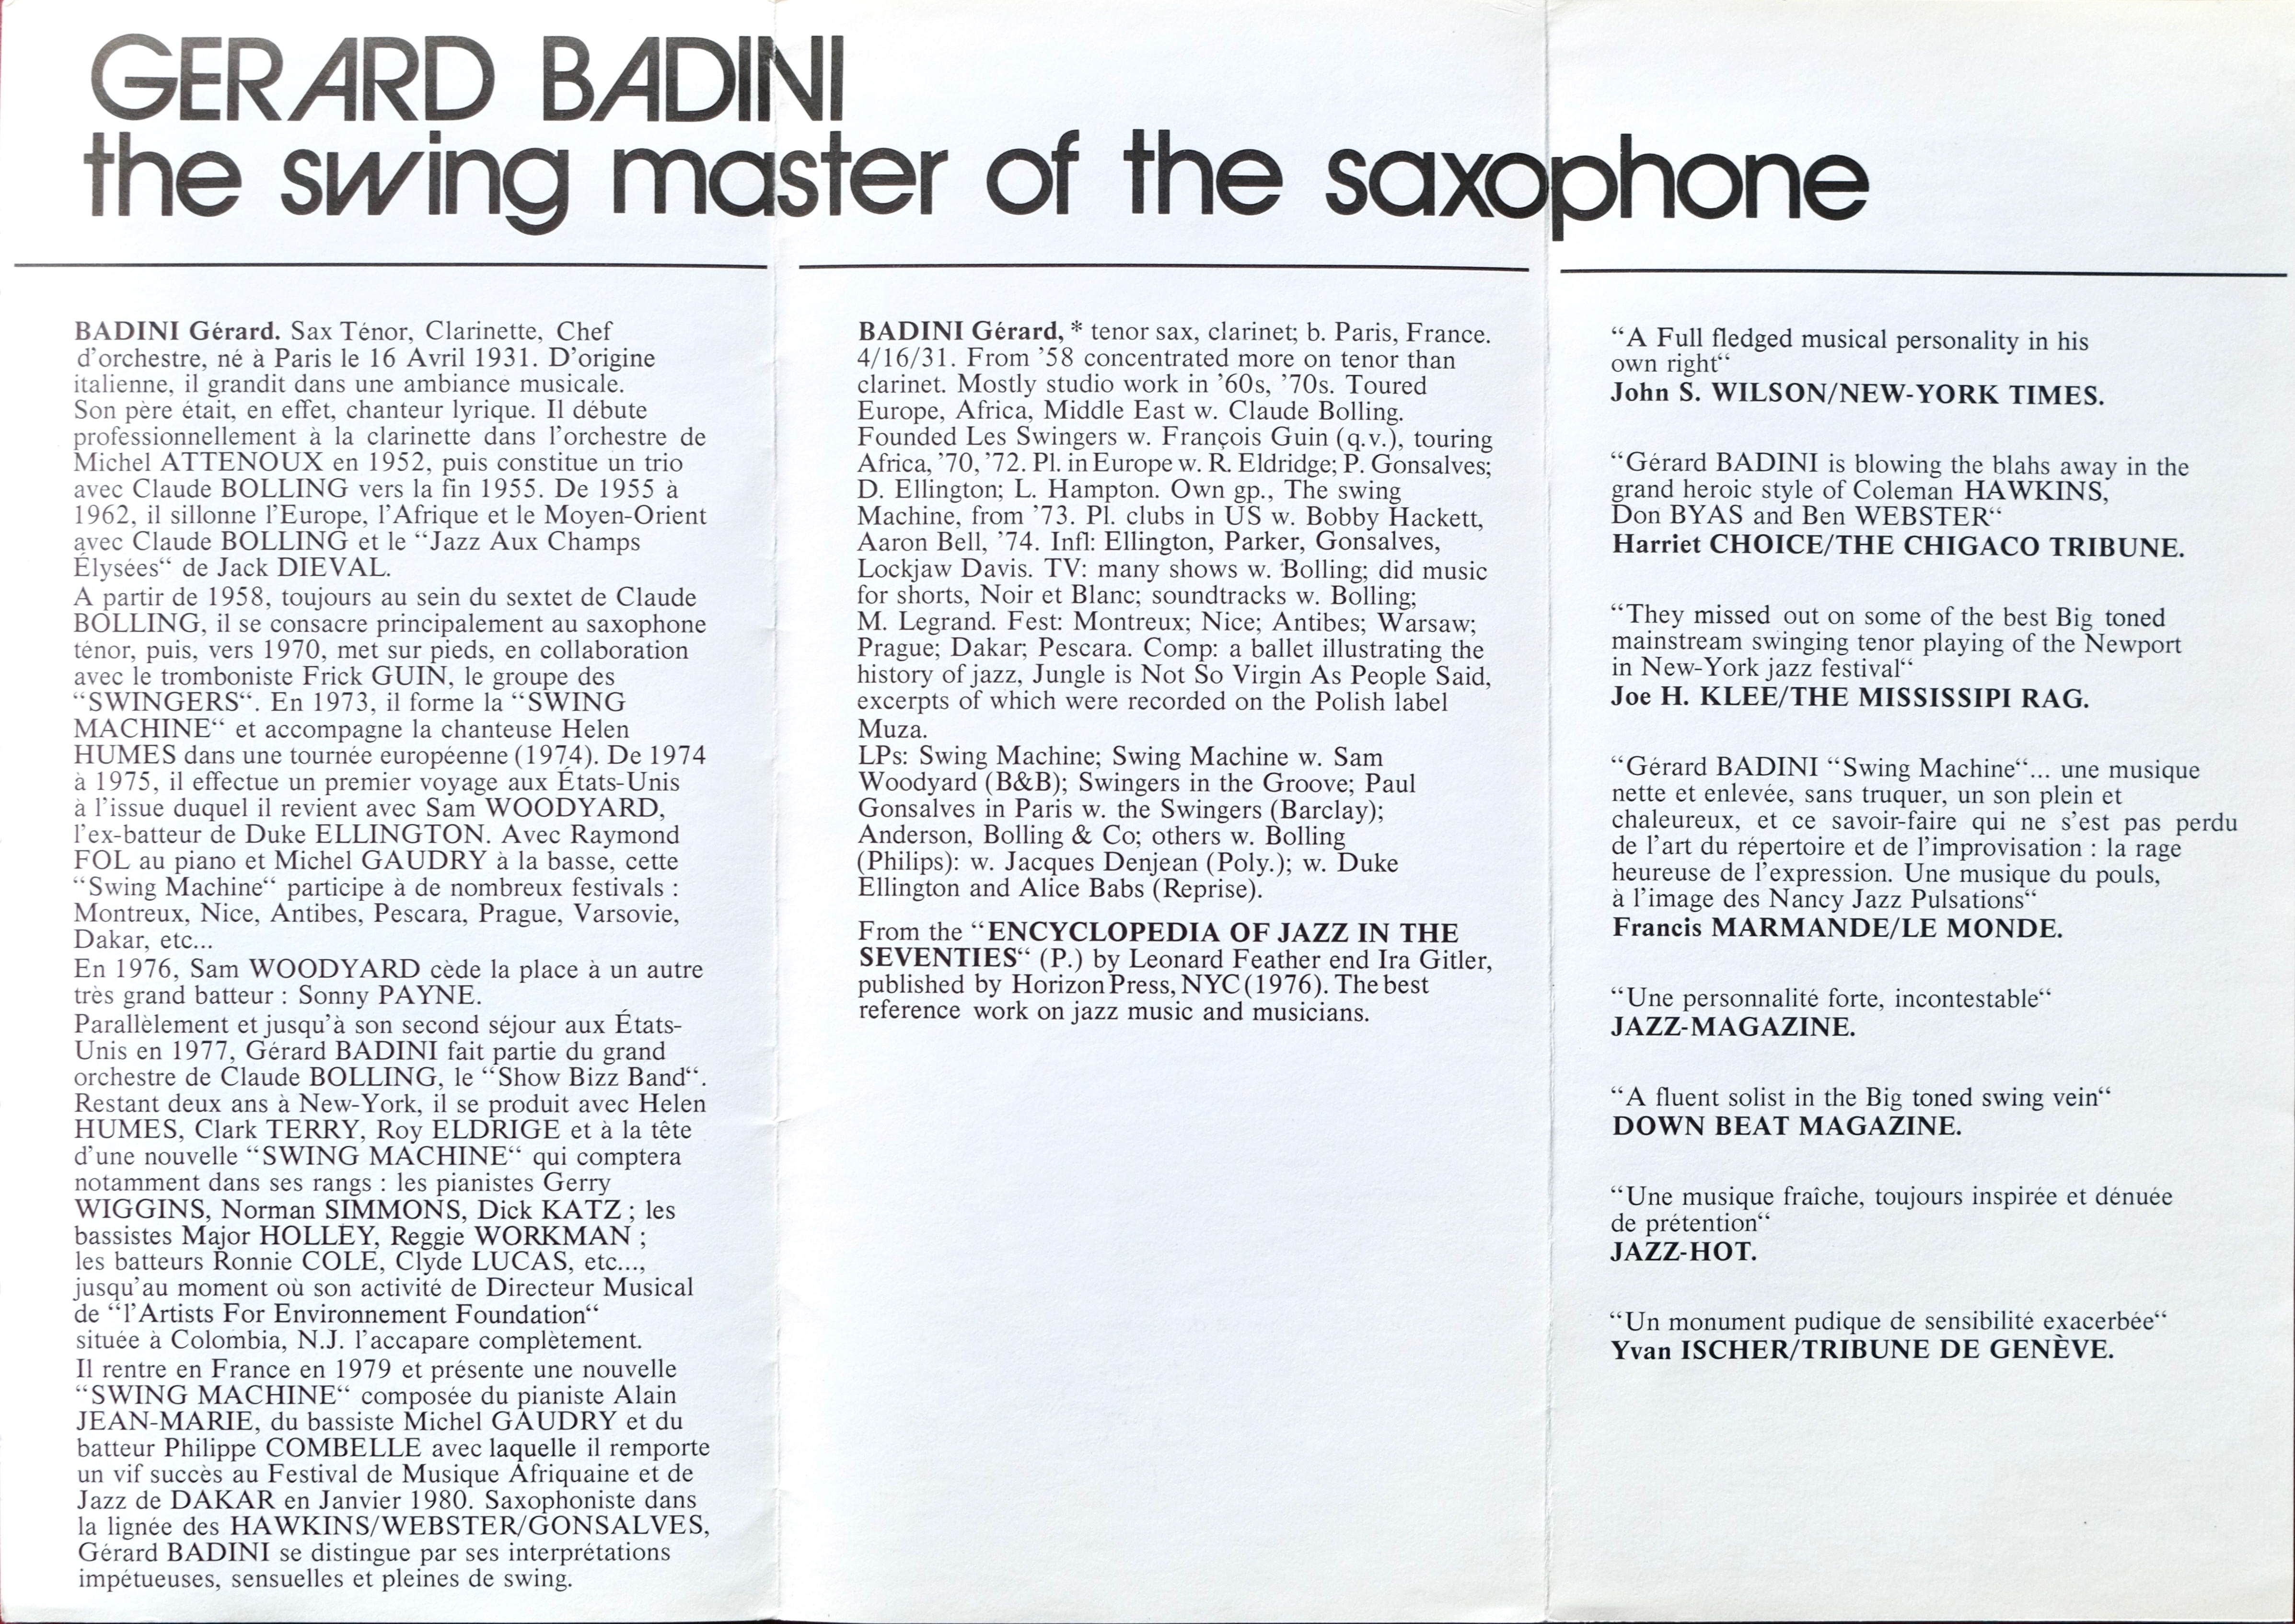 GERARD BADINI
the swing master of the saxophone
BADINI Gérard. Sax Ténor, Clarinette, Chef
d'orchestre, né à Paris le 16 Avril 1931. D'origine
italienne, il grandit dans une ambiance musicale.
Son père était, en effet, chanteur lyrique. Il débute
professionnellement à la clarinette dans l'orchestre de
Michel ATTENOUX en 1952, puis constitue un trio
avec Claude BOLLING vers la fin 1955. De 1955 à
1962, il sillonne l'Europe, l'Afrique et le Moyen-Orient
avec Claude BOLLING et le “Jazz Aux Champs
Élysées“ de Jack DIEVAL.
A partir de 1958, toujours au sein du sextet de Claude
BOLLING, il se consacre principalement au saxophone
ténor, puis, vers 1970, met sur pieds, en collaboration
avec le tromboniste Frick GUIN, le groupe des
“SWINGERS“. En 1973, il forme la “SWING
MACHINE“ et accompagne la chanteuse Helen
HUMES dans une tournée européenne (1974). De 1974
à 1975, il effectue un premier voyage aux États-Unis
à l'issue duquel il revient avec Sam WOODYARD,
l'ex-batteur de Duke ELLINGTON. Avec Raymond
FOL au piano et Michel GAUDRY à la basse, cette
“Swing Machine“ participe à de nombreux festivals :
Montreux, Nice, Antibes, Pescara, Prague, Varsovie,
Dakar, etc...
En 1976, Sam WOODYARD cède la place à un autre
très grand batteur : Sonny PAYNE.
Parallèlement et jusqu'à son second séjour aux États-
Unis en 1977, Gérard BADINI fait partie du grand
orchestre de Claude BOLLING, le “Show Bizz Band“.
Restant deux ans à New-York, il se produit avec Helen
HUMES, Clark TERRY, Roy ELDRIGE et à la tête
d'une nouvelle “SWING MACHINE“ qui comptera
notamment dans ses rangs : les pianistes Gerry
WIGGINS, Norman SIMMONS, Dick KATZ ; les
bassistes Major HOLLEY, Reggie WORKMAN ;
les batteurs Ronnie COLE, Clyde LUCAS, etc...,
jusqu'au moment où son activité de Directeur Musical
de “l'Artists For Environnement Foundation“
située à Colombia, N.J. l'accapare complètement.
Il rentre en France en 1979 et présente une nouvelle
“SWING MACHINE“ composée du pianiste Alain
JEAN-MARIE, du bassiste Michel GAUDRY et du
batteur Philippe COMBELLE avec laquelle il remporte
un vif succès au Festival de Musique Afriquaine et de
Jazz de DAKAR en Janvier 1980. Saxophoniste dans
la lignée des HAWKINS/WEBSTER/GONSALVES,
Gérard BADINI se distingue par ses interprétations
impétueuses, sensuelles et pleines de swing.
BADINI Gérard, * tenor sax, clarinet; b. Paris, France.
4/16/31. From '58 concentrated more on tenor than
clarinet. Mostly studio work in '60s, '70s. Toured
Europe, Africa, Middle East w. Claude Bolling.
Founded Les Swingers w. François Guin (q.v.), touring
Africa, '70, '72. Pl. in Europe w. R. Eldridge; P. Gonsalves;
D. Ellington; L. Hampton. Own gp., The swing
Machine, from '73. Pl. clubs in US w. Bobby Hackett,
Aaron Bell, '74. Infl: Ellington, Parker, Gonsalves,
Lockjaw Davis. TV: many shows w. Bolling; did music
for shorts, Noir et Blanc; soundtracks w. Bolling;
M. Legrand. Fest: Montreux; Nice; Antibes; Warsaw;
Prague; Dakar; Pescara. Comp: a ballet illustrating the
history of jazz, Jungle is Not So Virgin As People Said,
excerpts of which were recorded on the Polish label
Muza.
LPs: Swing Machine; Swing Machine w. Sam
Woodyard (B&B); Swingers in the Groove; Paul
Gonsalves in Paris w. the Swingers (Barclay);
Anderson, Bolling & Co; others w. Bolling
(Philips): w. Jacques Denjean (Poly.); w. Duke
Ellington and Alice Babs (Reprise).
From the “ENCYCLOPEDIA OF JAZZ IN THE
SEVENTIES“ (P.) by Leonard Feather end Ira Gitler,
published by Horizon Press, NYC (1976). The best
reference work on jazz music and musicians.
“A Full fledged musical personality in his
own right“
John S. WILSON/NEW-YORK TIMES.
“Gérard BADINI is blowing the blahs away in the
grand heroic style of Coleman HAWKINS,
Don BYAS and Ben WEBSTER“
Harriet CHOICE/THE CHIGACO TRIBUNE.
“They missed out on some of the best Big toned
mainstream swinging tenor playing of the Newport
in New-York jazz festival“
Joe H. KLEE/THE MISSISSIPI RAG.
“Gérard BADINI “Swing Machine“... une musique
nette et enlevée, sans truquer, un son plein et
chaleureux, et ce savoir-faire qui ne s'est pas perdu
de l'art du répertoire et de l'improvisation : la rage
heureuse de l'expression. Une musique du pouls,
à l'image des Nancy Jazz Pulsations“
Francis MARMANDE/LE MONDE.
“Une personnalité forte, incontestable“
JAZZ-MAGAZINE.
“A fluent solist in the Big toned swing vein“
DOWN BEAT MAGAZINE.
“Une musique fraîche, toujours inspirée et dénuée
de prétention“
JAZZ-HOT.
“Un monument pudique de sensibilité exacerbée“
Yvan ISCHER/TRIBUNE DE GENÈVE.